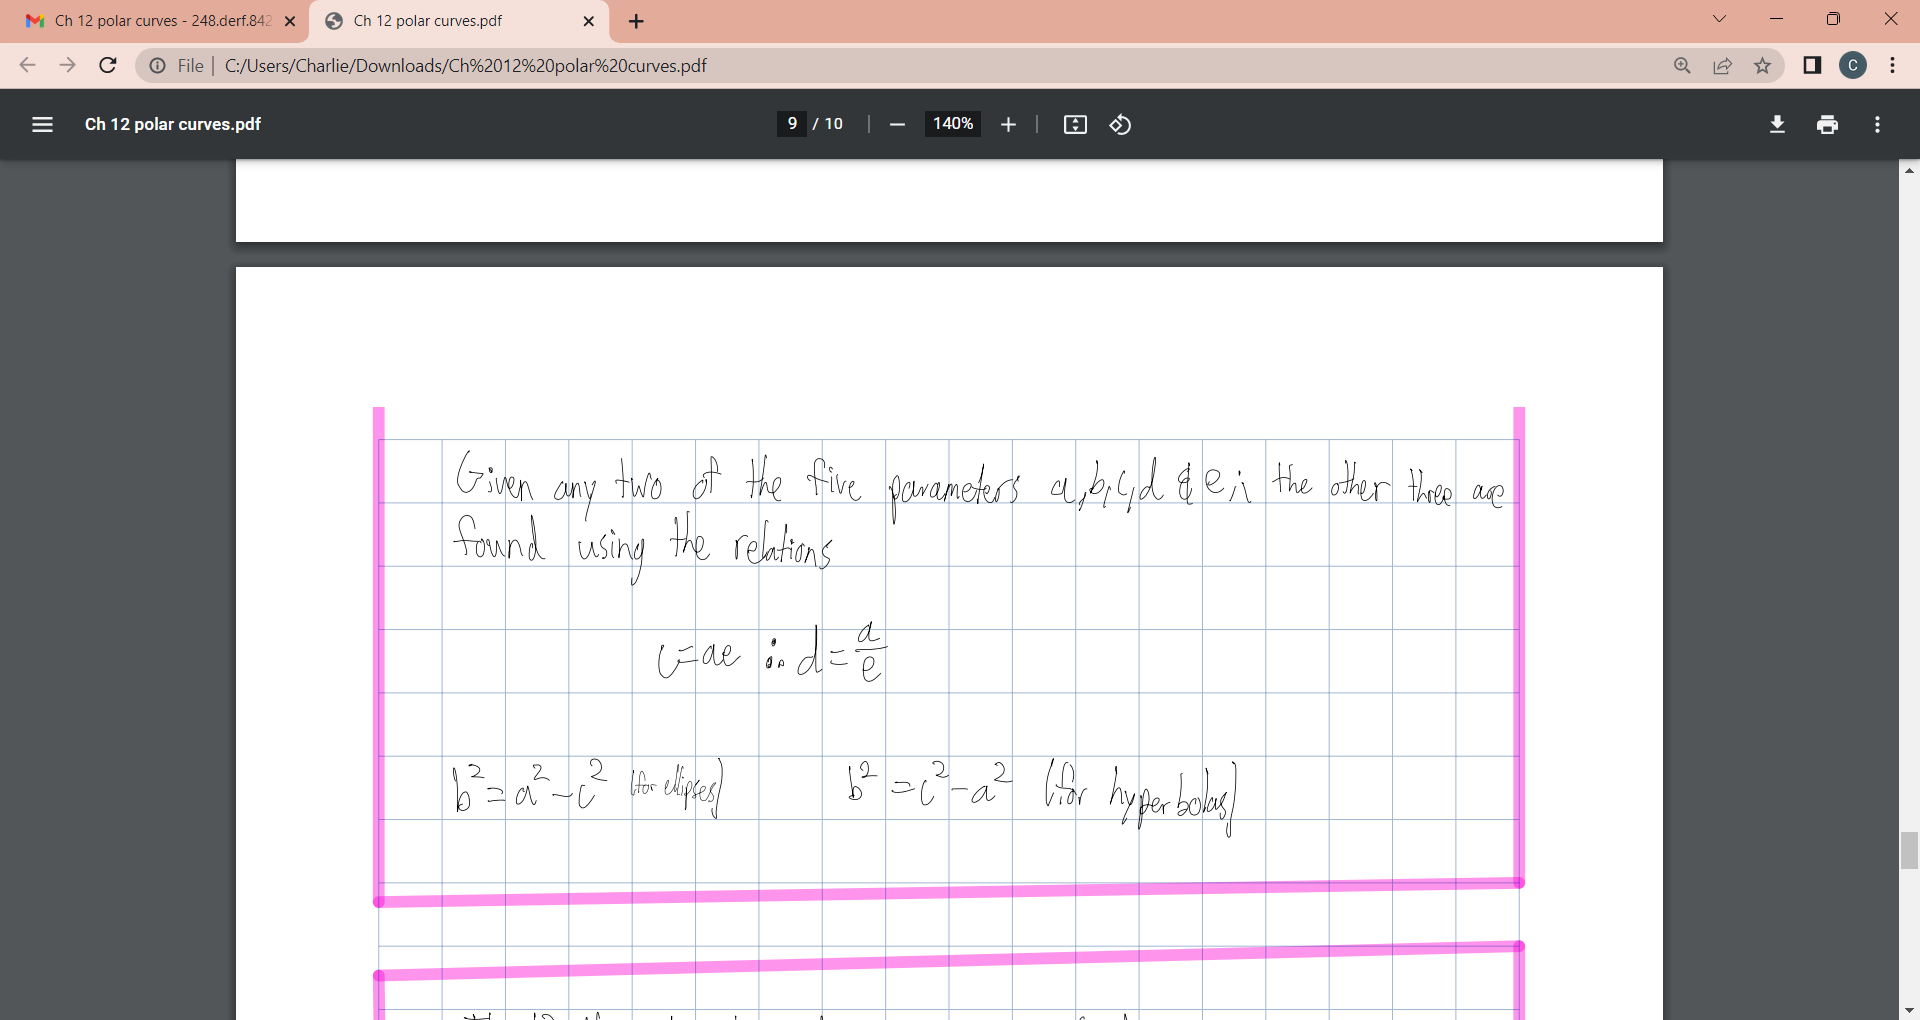 Ch 12 polar curves - 248.derf.842
Ch 12 polar curves.pdf
File | C:/Users/Charlie/Downloads/Ch%2012%20polar%20curves.pdf
C
Ch 12 polar curves.pdf
9 / 10
140%
Given any two of the five parameters a,b,c,d & e, the other three are
found using the relations
c=ae ∴ d=a/e
b²=a²-c² (for ellipses) b²=c²-a² (for hyperbolas)